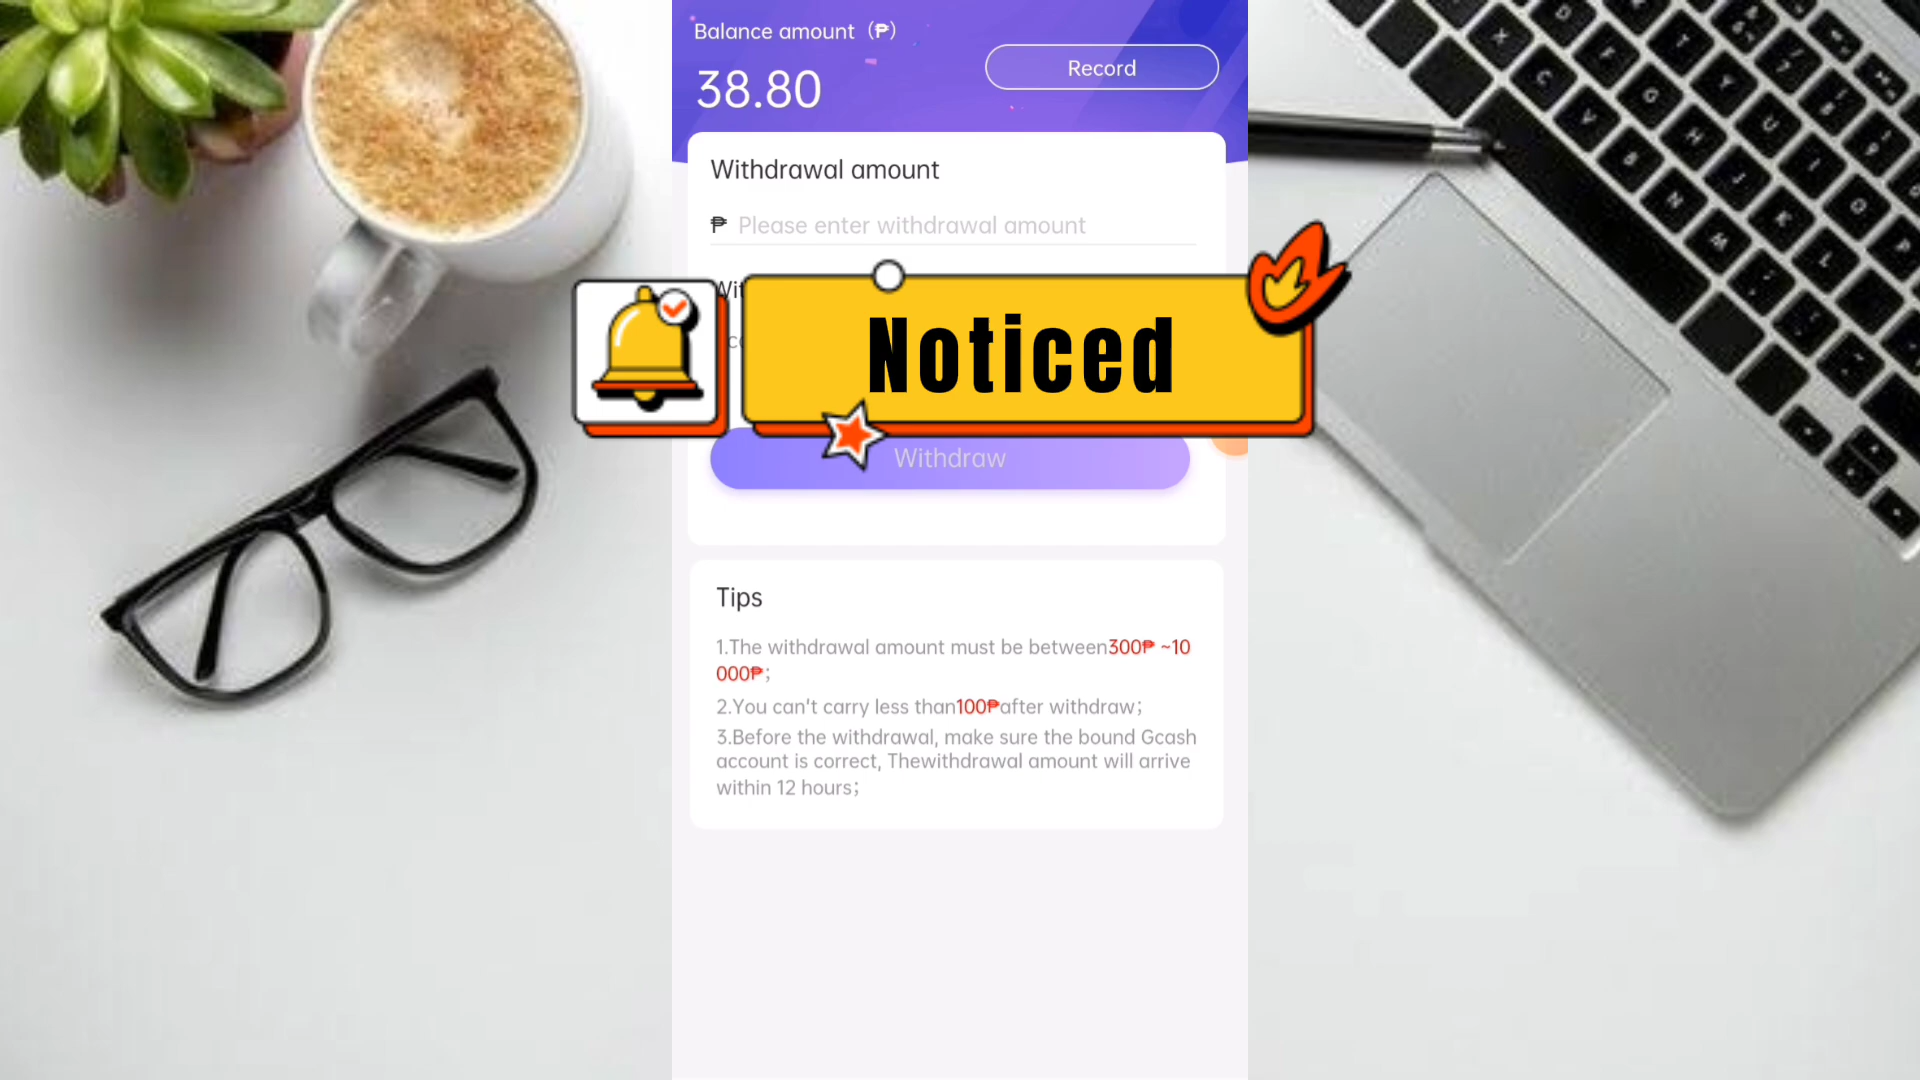 Balance amount（₱）
38.80
Record
Withdrawal amount
₱ Please enter withdrawal amount
Noticed
Withdraw
Tips
1.The withdrawal amount must be between300₱ ~10
000₱；
2.You can't carry less than100₱after withdraw；
3.Before the withdrawal, make sure the bound Gcash
account is correct, Thewithdrawal amount will arrive
within 12 hours；